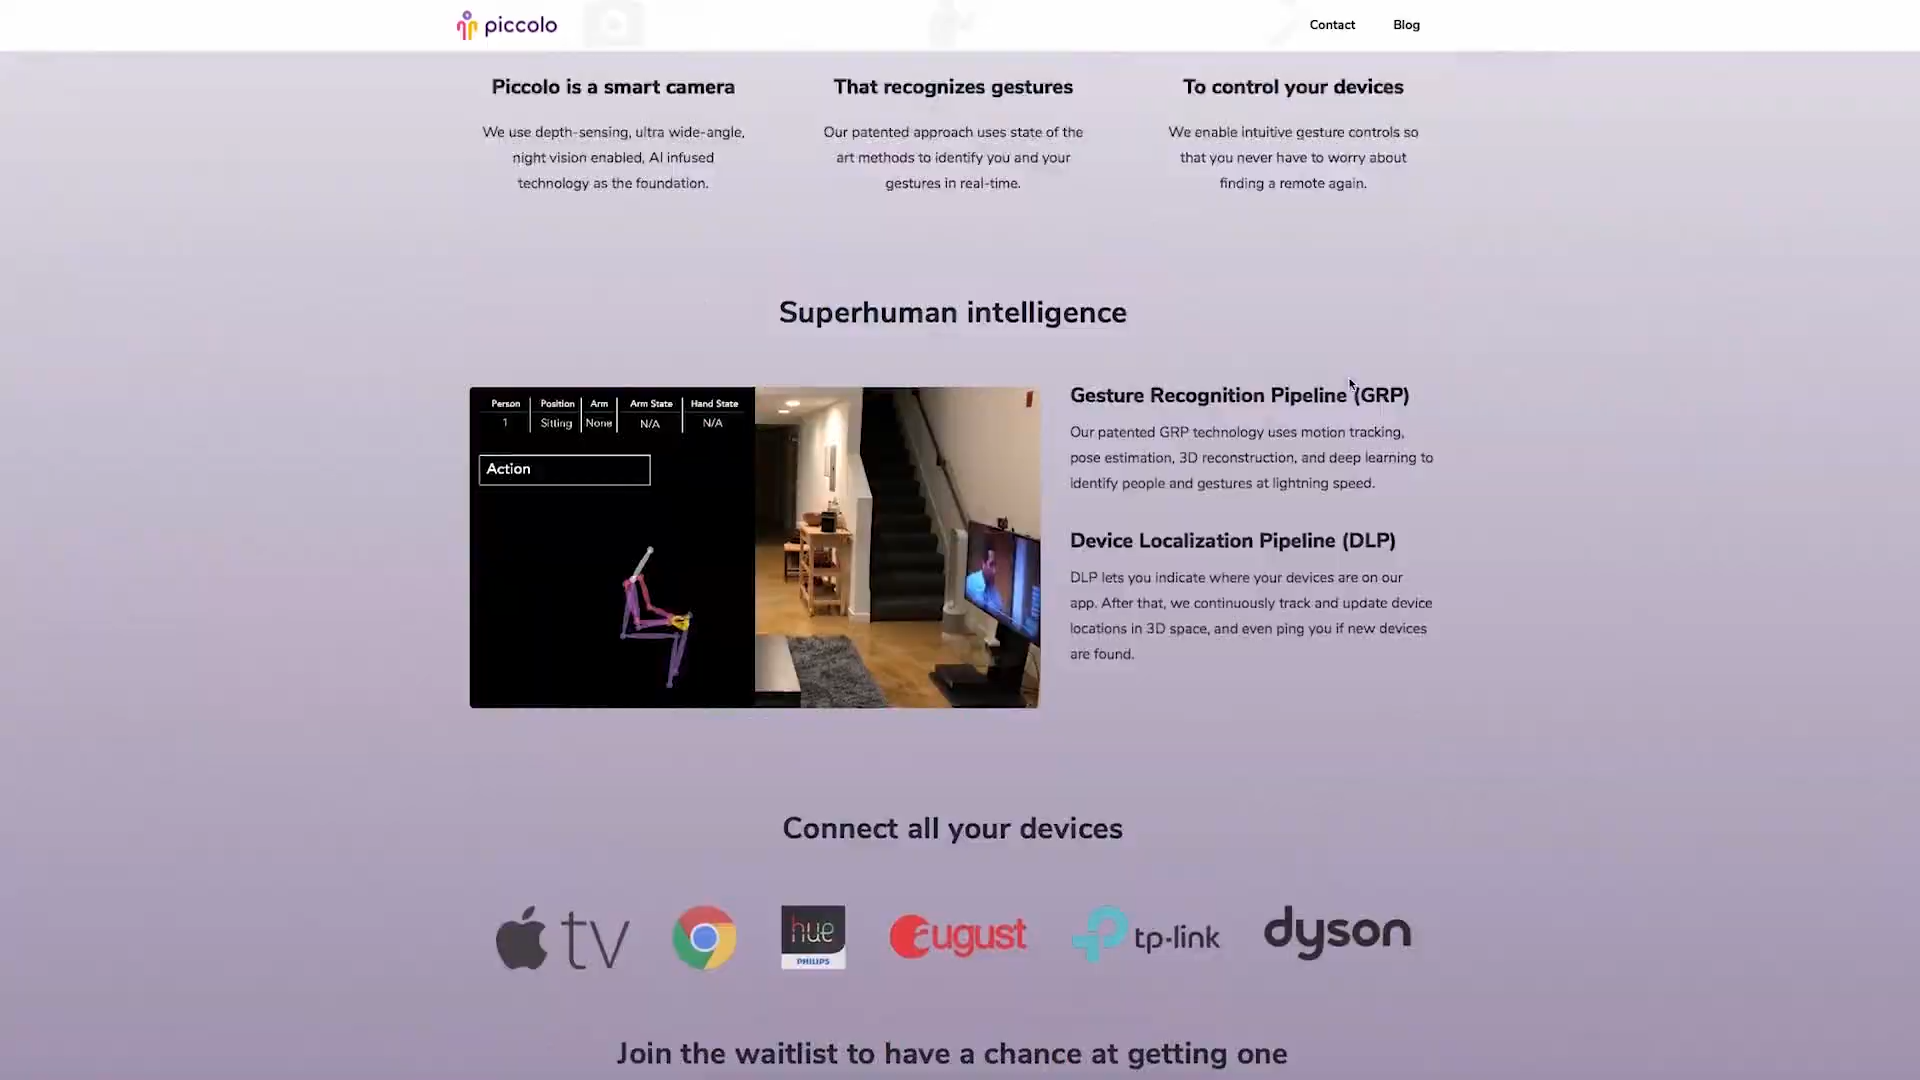 piccolo
Contact
Blog
Piccolo is a smart camera
We use depth-sensing, ultra wide-angle,
night vision enabled, AI infused
technology as the foundation.
That recognizes gestures
Our patented approach uses state of the
art methods to identify you and your
gestures in real-time.
To control your devices
We enable intuitive gesture controls so
that you never have to worry about
finding a remote again.
Superhuman intelligence
Person Position Arm Arm State Hand State
1 Sitting None N/A N/A
Action
Gesture Recognition Pipeline (GRP)
Our patented GRP technology uses motion tracking,
pose estimation, 3D reconstruction, and deep learning to
identify people and gestures at lightning speed.
Device Localization Pipeline (DLP)
DLP lets you indicate where your devices are on our
app. After that, we continuously track and update device
locations in 3D space, and even ping you if new devices
are found.
Connect all your devices
tv
hue
PHILIPS
august
tp-link
dyson
Join the waitlist to have a chance at getting one